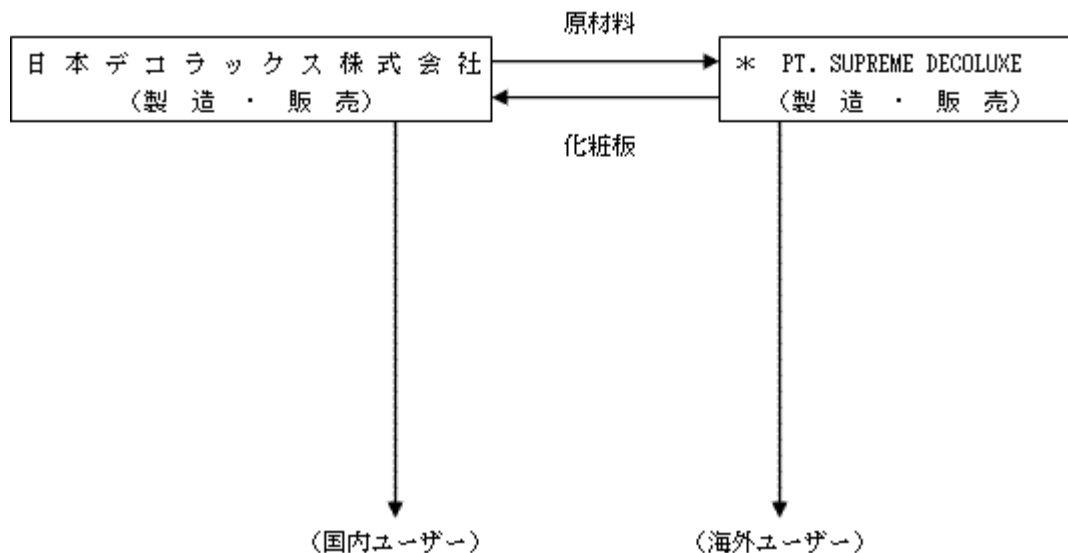 原材料
日本デコラックス株式会社
(製造・販売)
* PT. SUPREME DECOLUXE
(製造・販売)
化粧板
(国内ユーザー)
(海外ユーザー)